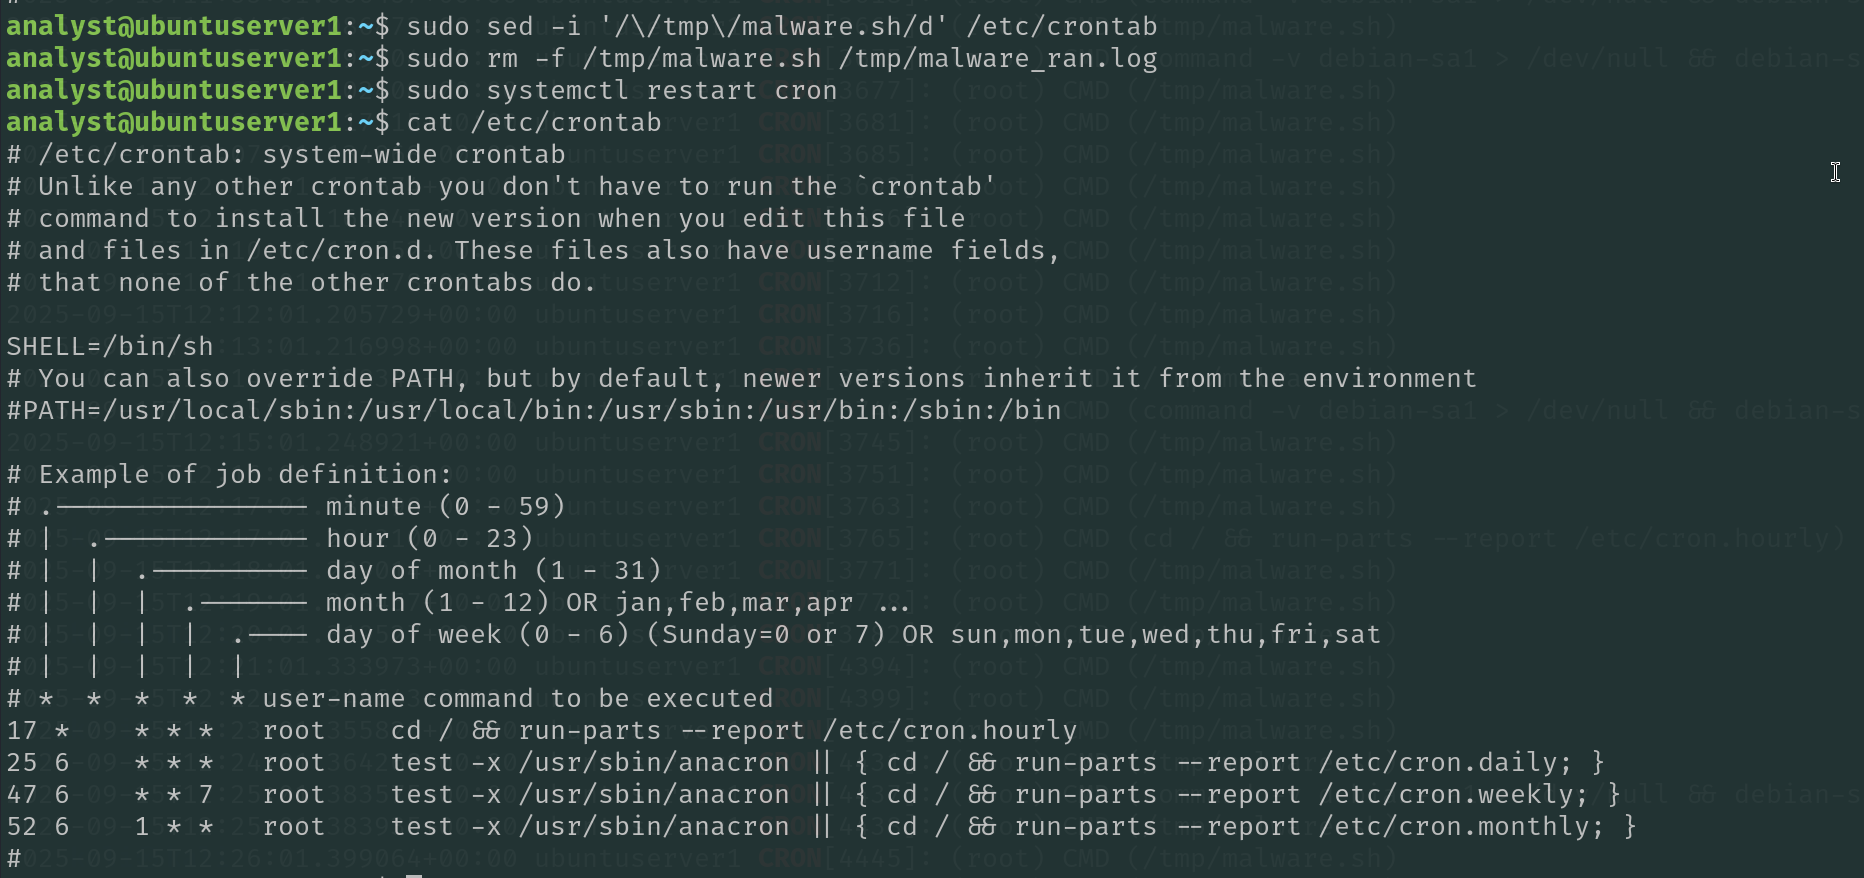 analyst@ubuntuserver1:~$ sudo sed -i '/\/tmp\/malware.sh/d' /etc/crontab
analyst@ubuntuserver1:~$ sudo rm -f /tmp/malware.sh /tmp/malware_ran.log
analyst@ubuntuserver1:~$ sudo systemctl restart cron
analyst@ubuntuserver1:~$ cat /etc/crontab
# /etc/crontab: system-wide crontab
# Unlike any other crontab you don't have to run the `crontab'
# command to install the new version when you edit this file
# and files in /etc/cron.d. These files also have username fields,
# that none of the other crontabs do.
SHELL=/bin/sh
# You can also override PATH, but by default, newer versions inherit it from the environment
#PATH=/usr/local/sbin:/usr/local/bin:/usr/sbin:/usr/bin:/sbin:/bin
# Example of job definition:
# .---------------- minute (0 - 59)
# |  .------------- hour (0 - 23)
# |  |  .---------- day of month (1 - 31)
# |  |  |  .------- month (1 - 12) OR jan,feb,mar,apr ...
# |  |  |  |  .---- day of week (0 - 6) (Sunday=0 or 7) OR sun,mon,tue,wed,thu,fri,sat
# |  |  |  |  |
# *  *  *  *  * user-name command to be executed
17 *    * * *   root    cd / && run-parts --report /etc/cron.hourly
25 6    * * *   root    test -x /usr/sbin/anacron || { cd / && run-parts --report /etc/cron.daily; }
47 6    * * 7   root    test -x /usr/sbin/anacron || { cd / && run-parts --report /etc/cron.weekly; }
52 6    1 * *   root    test -x /usr/sbin/anacron || { cd / && run-parts --report /etc/cron.monthly; }
#